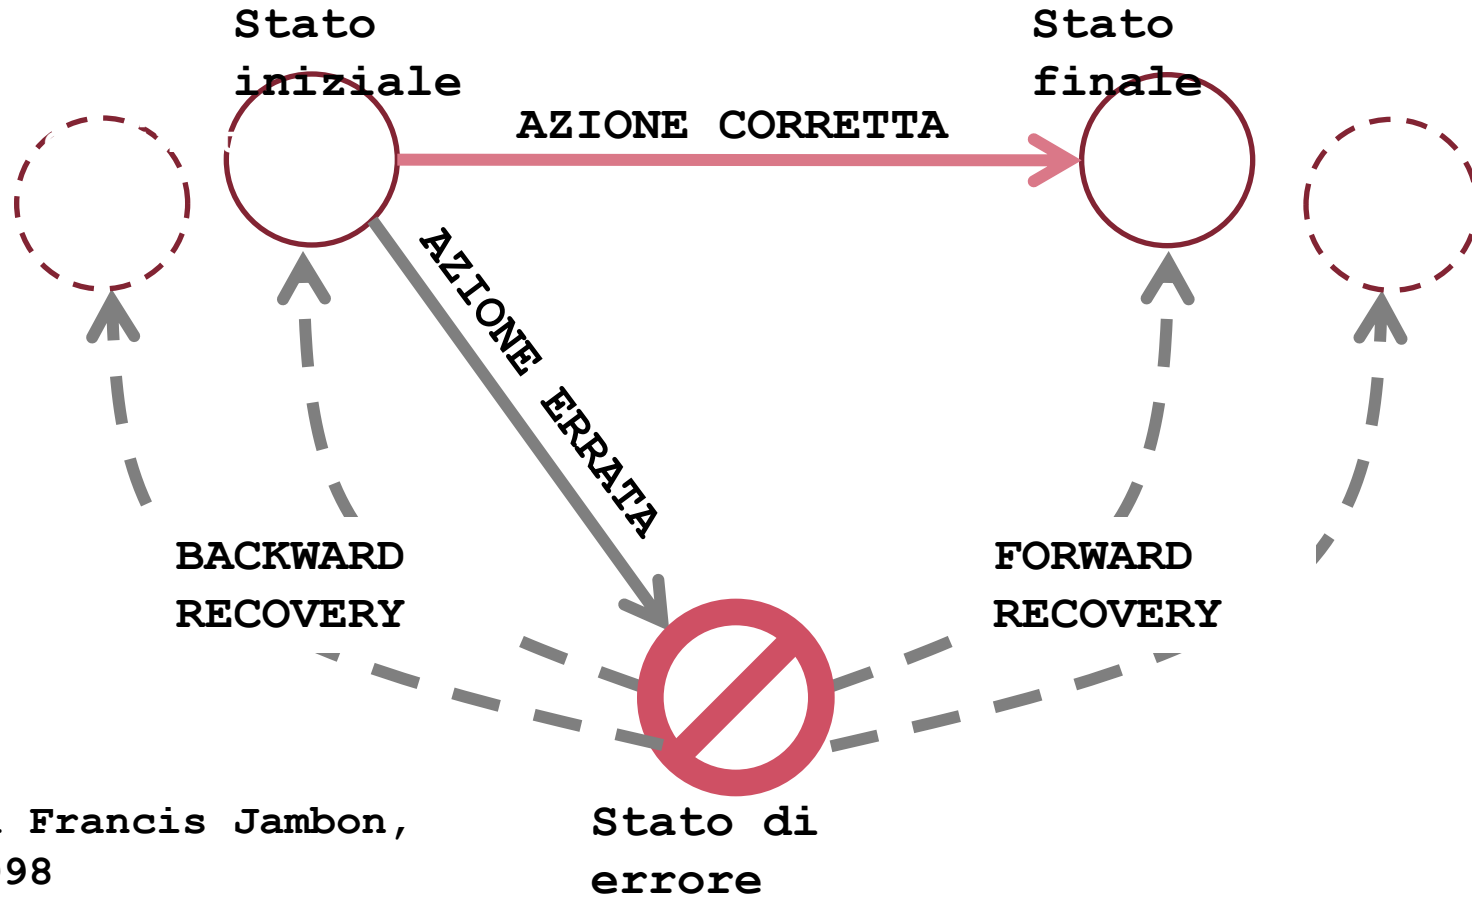 Stato
iniziale
Stato
finale
AZIONE CORRETTA
AZIONE ERRATA
BACKWARD
RECOVERY
FORWARD
RECOVERY
Francis Jambon,
98
Stato di
errore